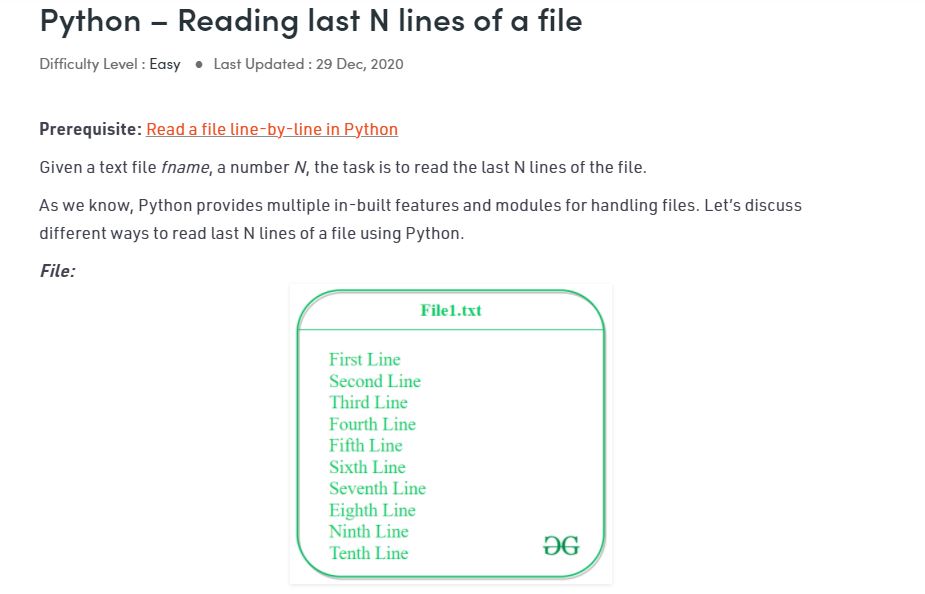 Python – Reading last N lines of a file
Difficulty Level : Easy ● Last Updated : 29 Dec, 2020
Prerequisite: Read a file line-by-line in Python
Given a text file fname, a number N, the task is to read the last N lines of the file.
As we know, Python provides multiple in-built features and modules for handling files. Let's discuss
different ways to read last N lines of a file using Python.
File:
File1.txt
First Line
Second Line
Third Line
Fourth Line
Fifth Line
Sixth Line
Seventh Line
Eighth Line
Ninth Line
Tenth Line